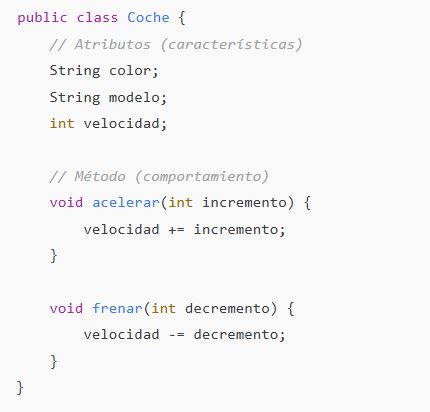 public class Coche {
// Atributos (características)
String color;
String modelo;
int velocidad;
// Método (comportamiento)
void acelerar(int incremento) {
velocidad += incremento;
}
void frenar(int decremento) {
velocidad -= decremento;
}
}